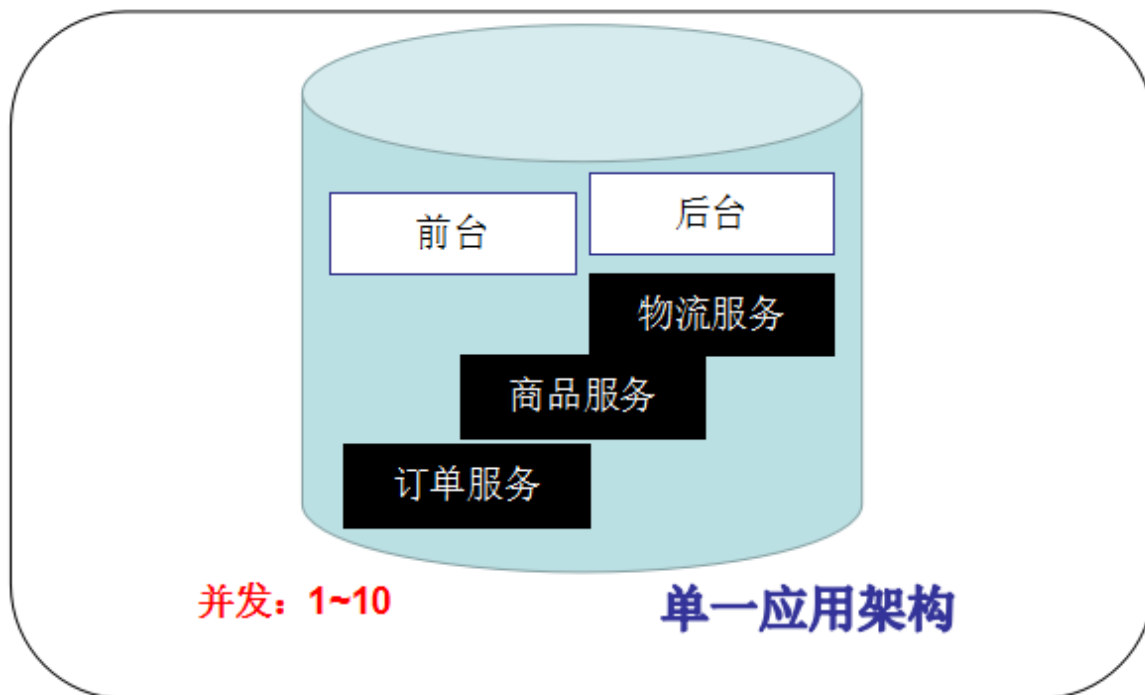 前台
后台
物流服务
商品服务
订单服务
并发：1~10
单一应用架构